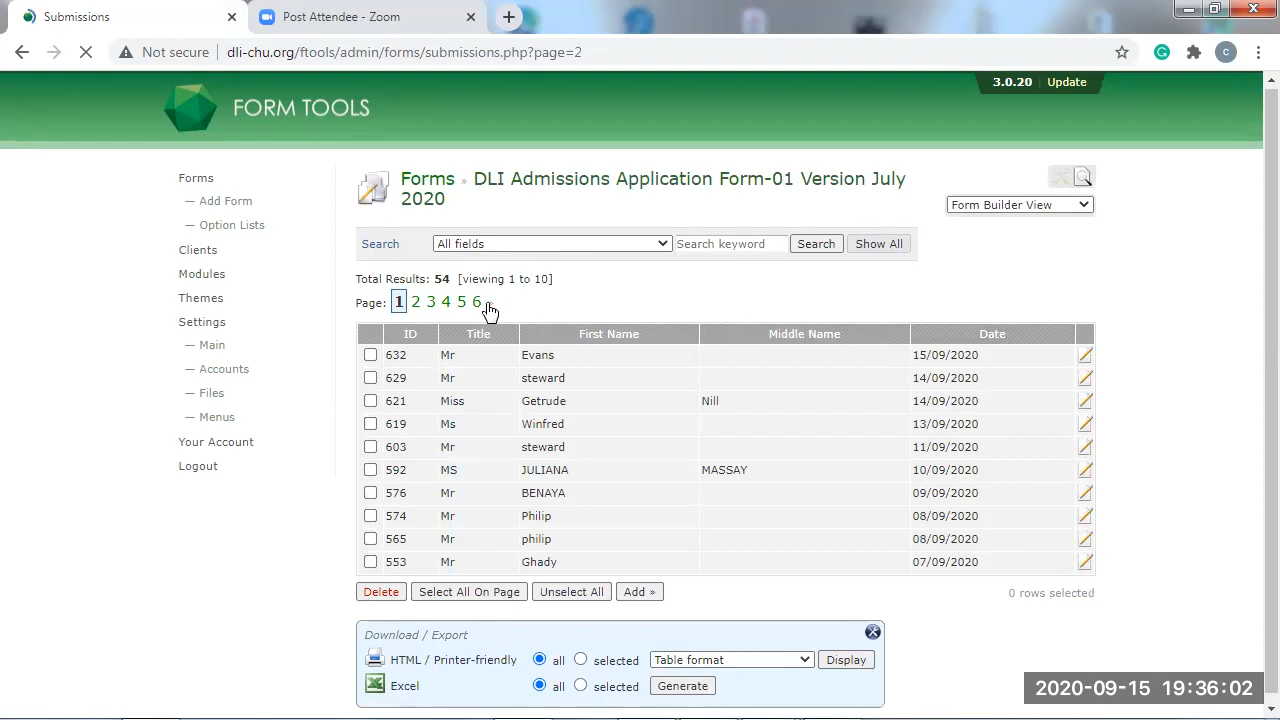 Submissions
Post Attendee - Zoom
Not secure
dli-chu.org/ftools/admin/forms/submissions.php?page=2
C
3.0.20 Update
FORM TOOLS
Forms
— Add Form
— Option Lists
Clients
Modules
Themes
Settings
— Main
— Accounts
— Files
— Menus
Your Account
Logout
Forms » DLI Admissions Application Form-01 Version July
2020
Form Builder View
Search All fields Search keyword Search Show All
Total Results: 54 [viewing 1 to 10]
Page: 1 2 3 4 5 6
ID Title First Name Middle Name Date
632 Mr Evans 15/09/2020
629 Mr steward 14/09/2020
621 Miss Getrude Nill 14/09/2020
619 Ms Winfred 13/09/2020
603 Mr steward 11/09/2020
592 MS JULIANA MASSAY 10/09/2020
576 Mr BENAYA 09/09/2020
574 Mr Philip 08/09/2020
565 Mr philip 08/09/2020
553 Mr Ghady 07/09/2020
Delete Select All On Page Unselect All Add » 0 rows selected
Download / Export
HTML / Printer-friendly all selected Table format Display
Excel all selected Generate
2020-09-15 19:36:02